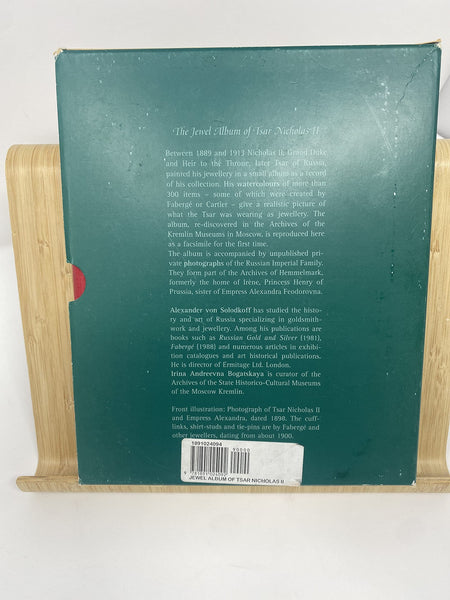 The Jewel Album of Tsar Nicholas II
Between 1889 and 1913 Nicholas II, Grand Duke
and Heir to the Throne, later Tsar of Russia,
painted his jewellery in a small album as a record
of his collection. His watercolours of more than
300 items – some of which were created by
Fabergé or Cartier – give a realistic picture of
what the Tsar was wearing as jewellery. The
album, re-discovered in the Archives of the
Kremlin Museums in Moscow, is reproduced here
as a facsimile for the first time.
The album is accompanied by unpublished pri-
vate photographs of the Russian Imperial Family.
They form part of the Archives of Hemmelmark,
formerly the home of Irène, Princess Henry of
Prussia, sister of Empress Alexandra Feodorovna.
Alexander von Solodkoff has studied the histo-
ry and art of Russia specializing in goldsmith-
work and jewellery. Among his publications are
books such as Russian Gold and Silver (1981),
Fabergé (1988) and numerous articles in exhibi-
tion catalogues and art historical publications.
He is director of Ermitage Ltd. London.
Irina Andreevna Bogatskaya is curator of the
Archives of the State Historico-Cultural Museums
of the Moscow Kremlin.
Front illustration: Photograph of Tsar Nicholas II
and Empress Alexandra, dated 1898. The cuff-
links, shirt-studs and tie-pins are by Fabergé and
other jewellers, dating from about 1900.
1891024094
90000
JEWEL ALBUM OF TSAR NICHOLAS II